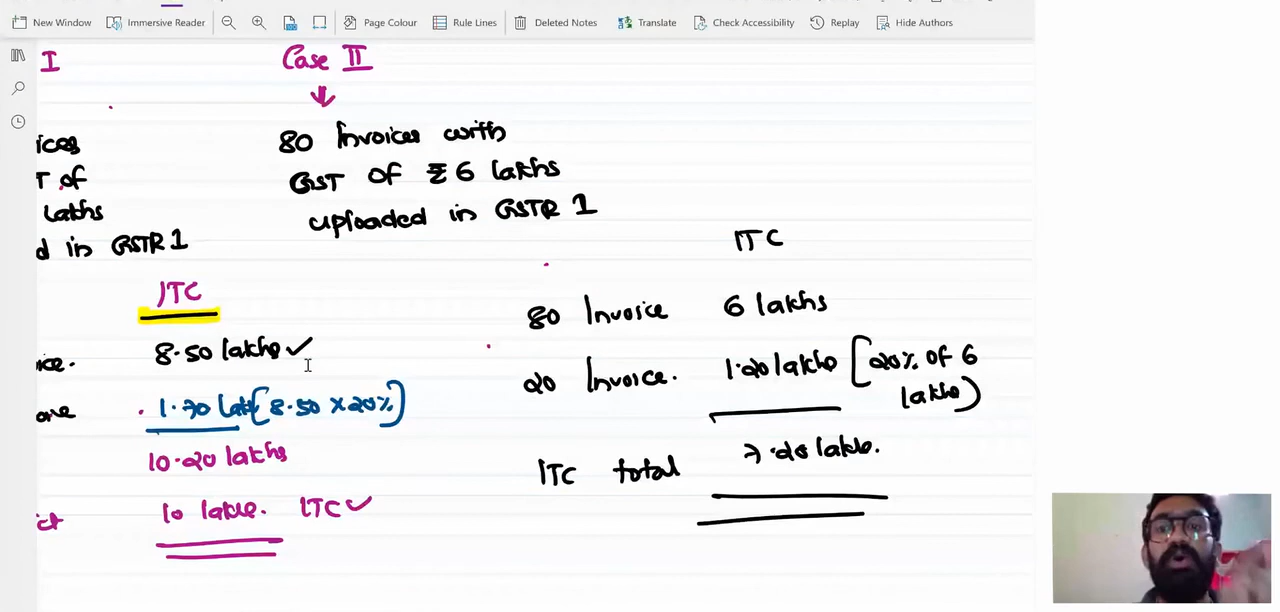 New Window Immersive Reader Page Colour Rule Lines Deleted Notes Translate Check Accessibility Replay Hide Authors
I
Case II
ices
T of
lakhs
d in GSTR 1
80 Invoices with
GST of ₹ 6 lakhs
uploaded in GSTR 1
ITC
ice. 8.50 lakhs
1.70 lakh [8.50 x 20%]
10.20 lakhs
10 lakhs. ITC
ITC
80 Invoice 6 lakhs
20 Invoice. 1.20 lakhs [20% of 6
lakhs)
ITC total 7.20 lakhs.